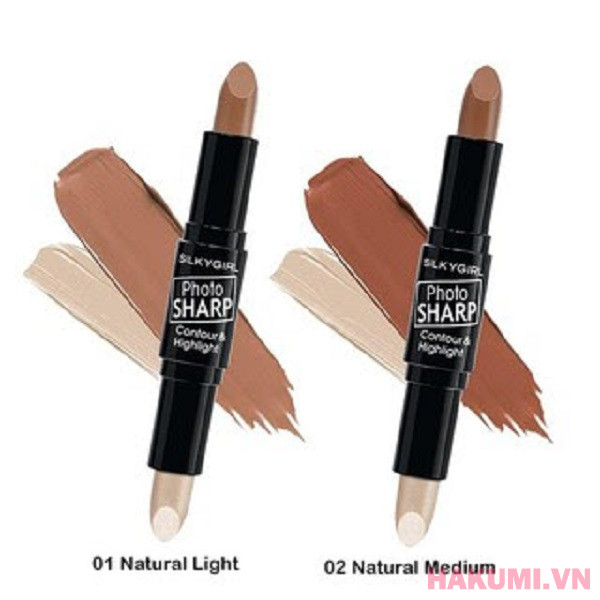 SILKYGIRL
Photo
SHARP
Contour &
Highlight
SILKYGIRL
Photo
SHARP
Contour &
Highlight
01 Natural Light
02 Natural Medium
HAKUMI.VN